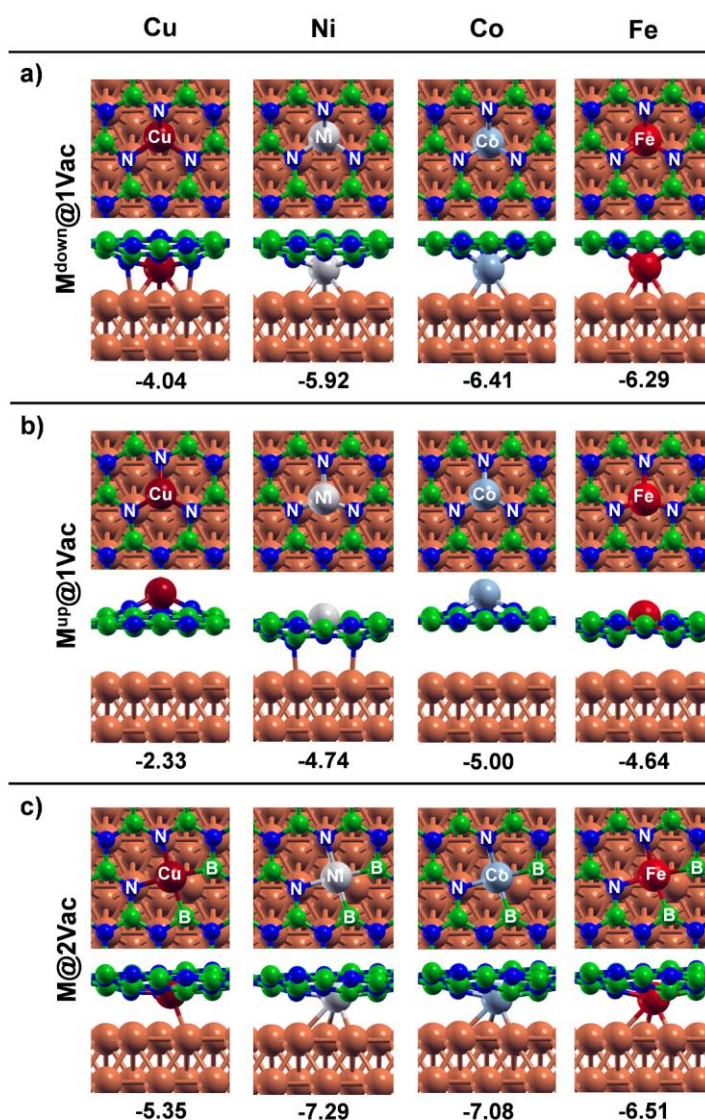 Cu Ni Co Fe
a)
M^down@1Vac
N N N N
Cu Ni Co Fe
N N N N N N N N
-4.04 -5.92 -6.41 -6.29
b)
M^up@1Vac
N N N N
Cu Ni Co Fe
N N N N N N N N
-2.33 -4.74 -5.00 -4.64
c)
M@2Vac
N N N N
B B B B
Cu Ni Co Fe
N N N N
B B B B
-5.35 -7.29 -7.08 -6.51